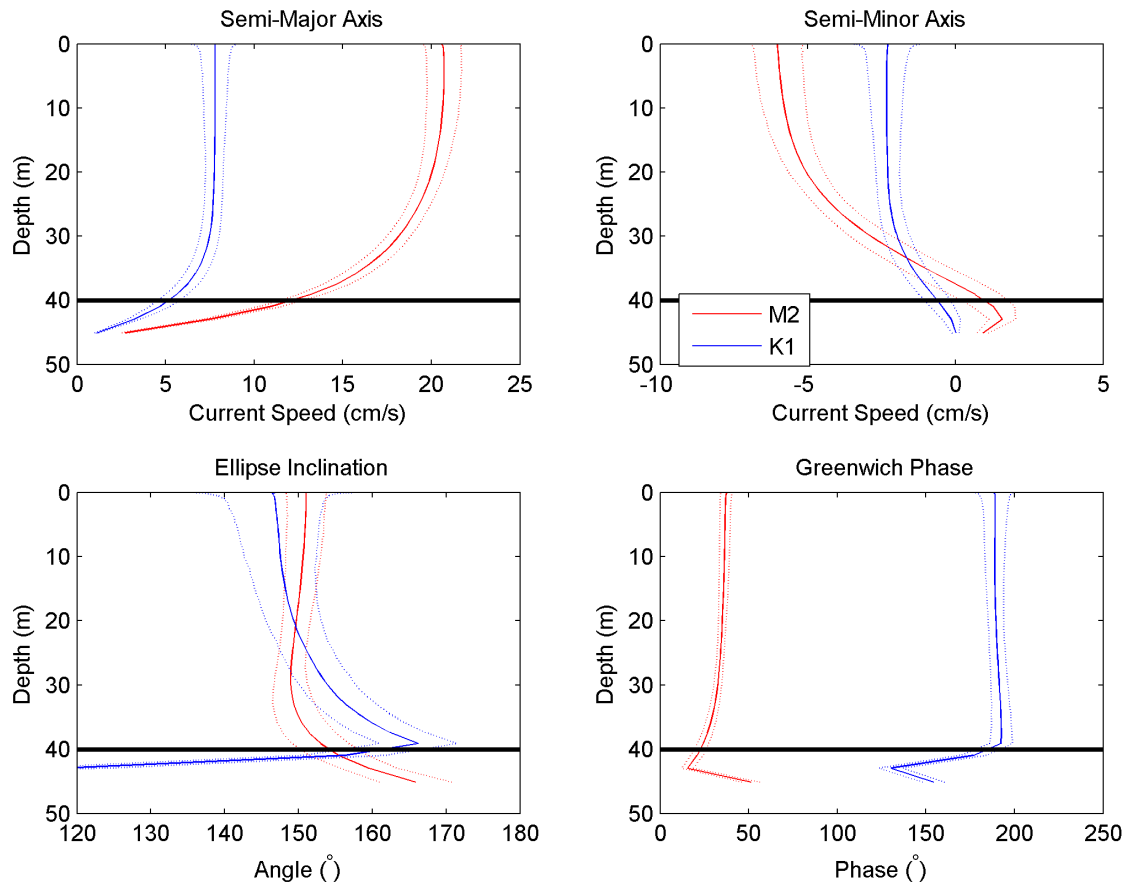 Semi-Major Axis
0
10
20
30
40
50
Depth (m)
0 5 10 15 20 25
Current Speed (cm/s)
Semi-Minor Axis
0
10
20
30
40
50
Depth (m)
M2
K1
-10 -5 0 5
Current Speed (cm/s)
Ellipse Inclination
0
10
20
30
40
50
Depth (m)
120 130 140 150 160 170 180
Angle (°)
Greenwich Phase
0
10
20
30
40
50
Depth (m)
0 50 100 150 200 250
Phase (°)